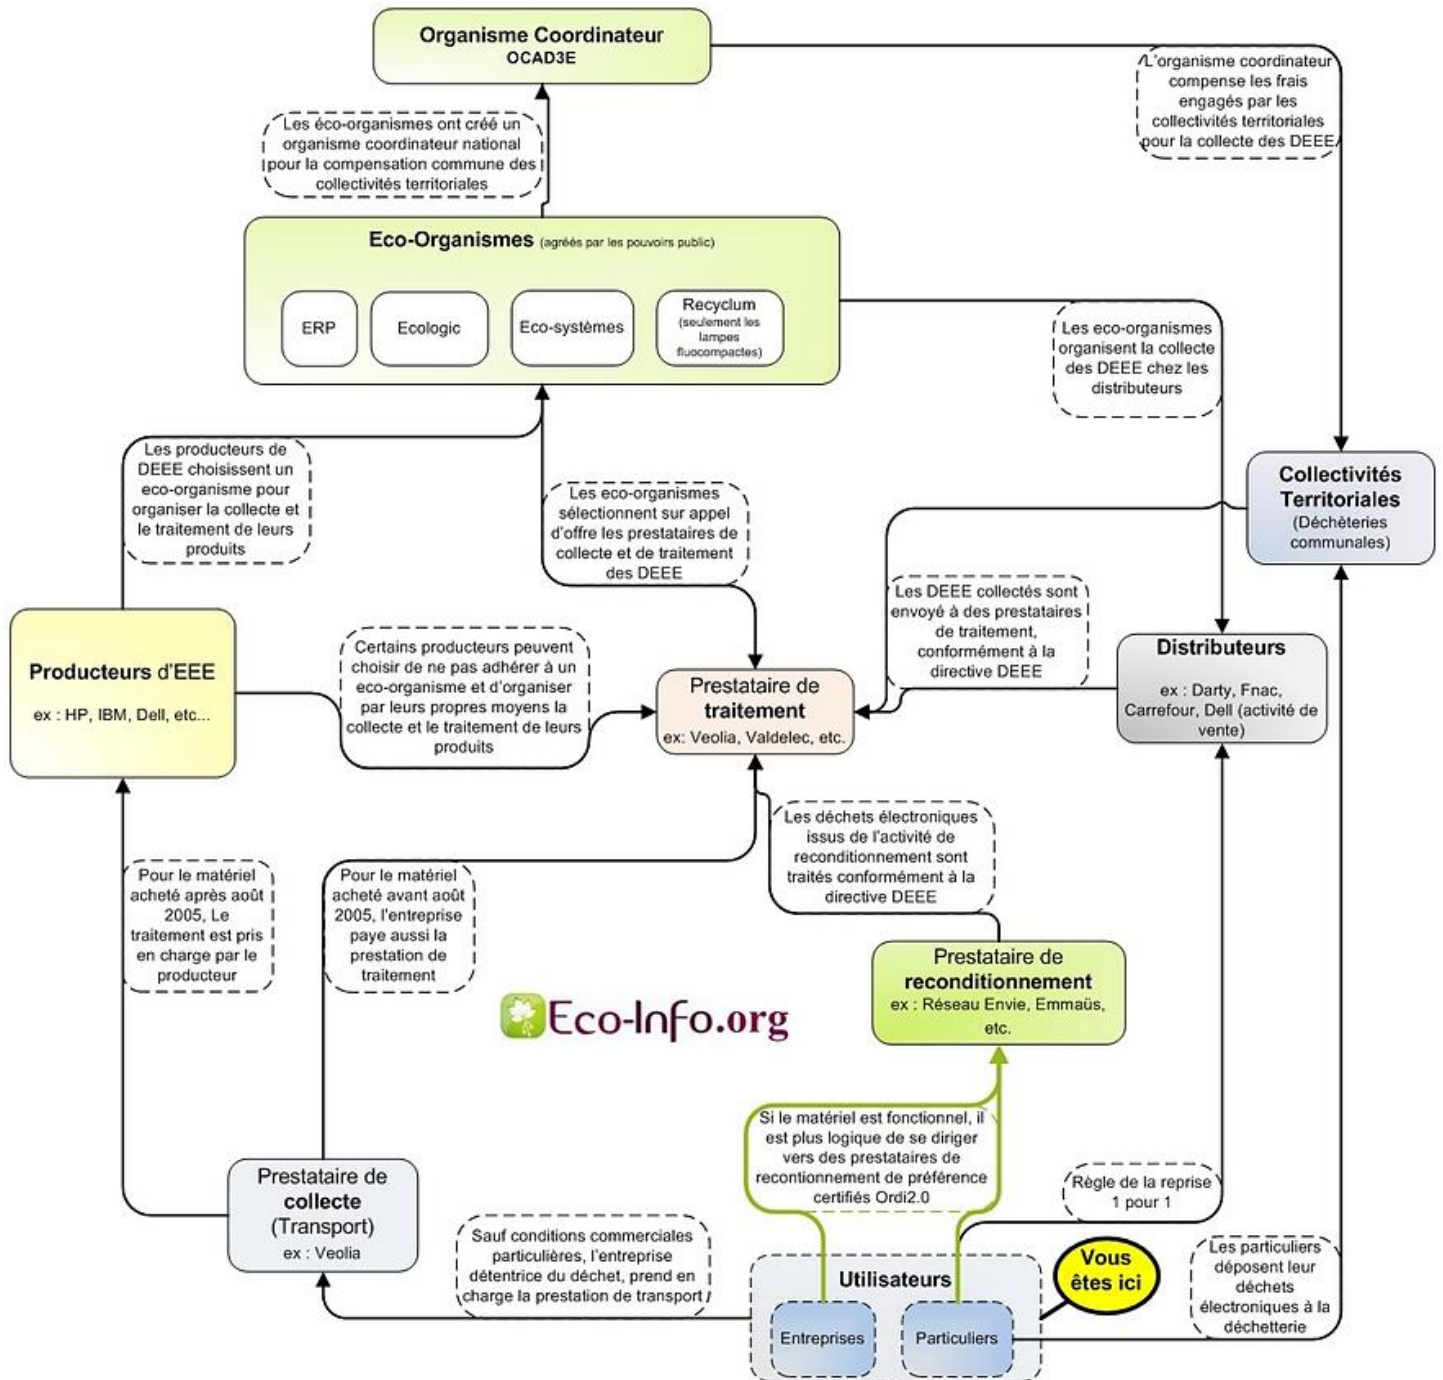 Organisme Coordinateur
OCAD3E
L'organisme coordinateur
compense les frais
engagés par les
collectivités territoriales
pour la collecte des DEEE
Les éco-organismes ont créé un
organisme coordinateur national
pour la compensation commune des
collectivités territoriales
Eco-Organismes (agréés par les pouvoirs public)
ERP
Ecologic
Eco-systèmes
Recyclum
(seulement les
lampes
fluocompactes)
Les eco-organismes
organisent la collecte
des DEEE chez les
distributeurs
Les producteurs de
DEEE choisissent un
eco-organisme pour
organiser la collecte et
le traitement de leurs
produits
Les eco-organismes
sélectionnent sur appel
d'offre les prestataires de
collecte et de traitement
des DEEE
Collectivités
Territoriales
(Déchèteries
communales)
Les DEEE collectés sont
envoyé à des prestataires
de traitement,
conformément à la
directive DEEE
Producteurs d'EEE
ex : HP, IBM, Dell, etc...
Certains producteurs peuvent
choisir de ne pas adhérer à un
eco-organisme et d'organiser
par leurs propres moyens la
collecte et le traitement de leurs
produits
Prestataire de
traitement
ex: Veolia, Valdelec, etc.
Distributeurs
ex : Darty, Fnac,
Carrefour, Dell (activité de
vente)
Les déchets électroniques
issus de l'activité de
reconditionnement sont
traités conformément à la
directive DEEE
Pour le matériel
acheté après août
2005, Le
traitement est pris
en charge par le
producteur
Pour le matériel
acheté avant août
2005, l'entreprise
paye aussi la
prestation de
traitement
Prestataire de
reconditionnement
ex : Réseau Envie, Emmaüs,
etc.
Eco-Info.org
Si le matériel est fonctionnel, il
est plus logique de se diriger
vers des prestataires de
recontionnement de préférence
certifiés Ordi2.0
Prestataire de
collecte
(Transport)
ex : Veolia
Règle de la reprise
1 pour 1
Sauf conditions commerciales
particulières, l'entreprise
détentrice du déchet, prend en
charge la prestation de transport
Utilisateurs
Entreprises
Particuliers
Vous
êtes ici
Les particuliers
déposent leur
déchets
électroniques à la
déchetterie